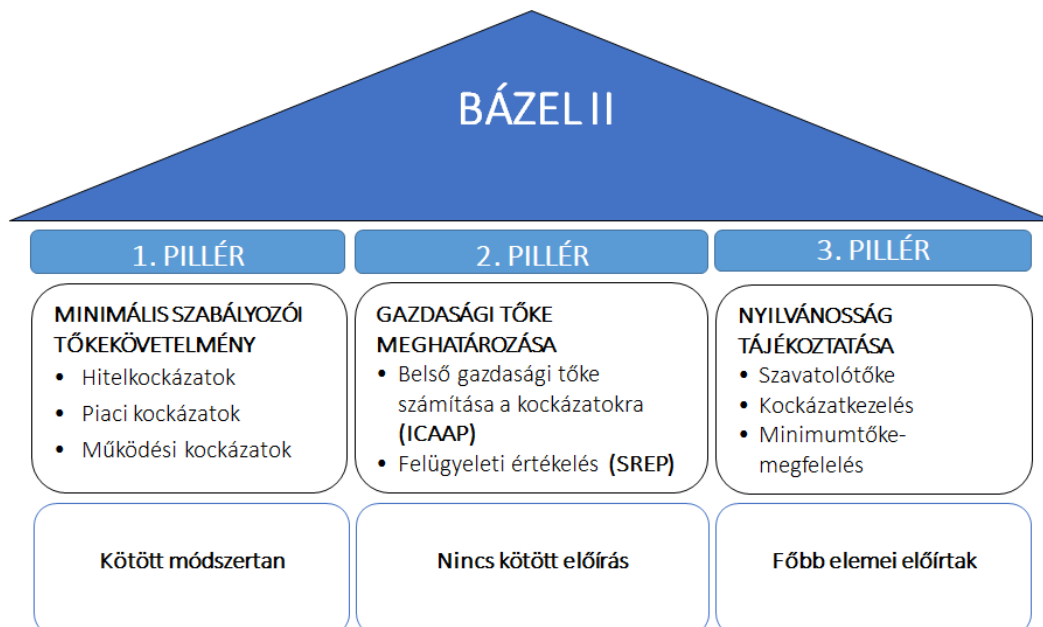 BÁZEL II
1. PILLÉR
MINIMÁLIS SZABÁLYOZÓI
TŐKEKÖVETELMÉNY
• Hitelkockázatok
• Piaci kockázatok
• Működési kockázatok
Kötött módszertan
2. PILLÉR
GAZDASÁGI TŐKE
MEGHATÁROZÁSA
• Belső gazdasági tőke
számítása a kockázatokra
(ICAAP)
• Felügyeleti értékelés (SREP)
Nincs kötött előírás
3. PILLÉR
NYILVÁNOSSÁG
TÁJÉKOZTATÁSA
• Szavatolótőke
• Kockázatkezelés
• Minimumtőke-
megfelelés
Főbb elemei előírtak